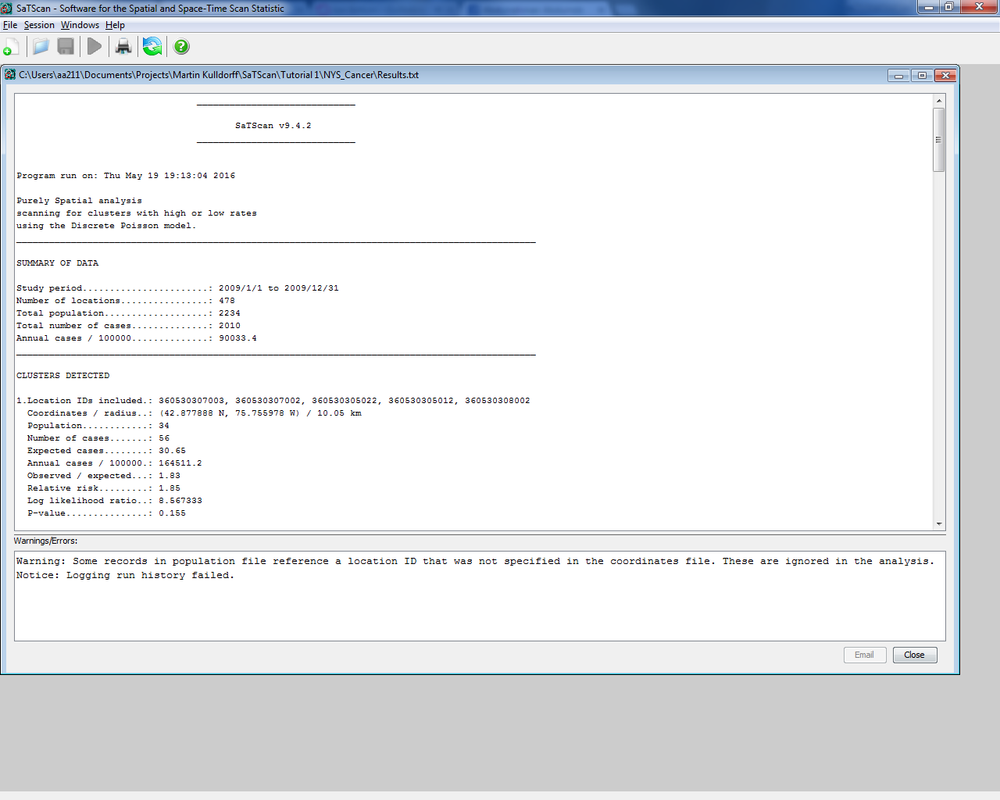 SaTScan - Software for the Spatial and Space-Time Scan Statistic
File Session Windows Help
C:\Users\aa211\Documents\Projects\Martin Kulldorff\SaTScan\Tutorial 1\NYS_Cancer\Results.txt
SaTScan v9.4.2
Program run on: Thu May 19 19:13:04 2016
Purely Spatial analysis
scanning for clusters with high or low rates
using the Discrete Poisson model.
SUMMARY OF DATA
Study period.......................: 2009/1/1 to 2009/12/31
Number of locations................: 478
Total population...................: 2234
Total number of cases..............: 2010
Annual cases / 100000..............: 90033.4
CLUSTERS DETECTED
1.Location IDs included.: 360530307003, 360530307002, 360530305022, 360530305012, 360530308002
Coordinates / radius..: (42.877888 N, 75.755978 W) / 10.05 km
Population............: 34
Number of cases.......: 56
Expected cases........: 30.65
Annual cases / 100000.: 164511.2
Observed / expected...: 1.83
Relative risk.........: 1.85
Log likelihood ratio..: 8.567333
P-value...............: 0.155
Warnings/Errors:
Warning: Some records in population file reference a location ID that was not specified in the coordinates file. These are ignored in the analysis.
Notice: Logging run history failed.
Email Close